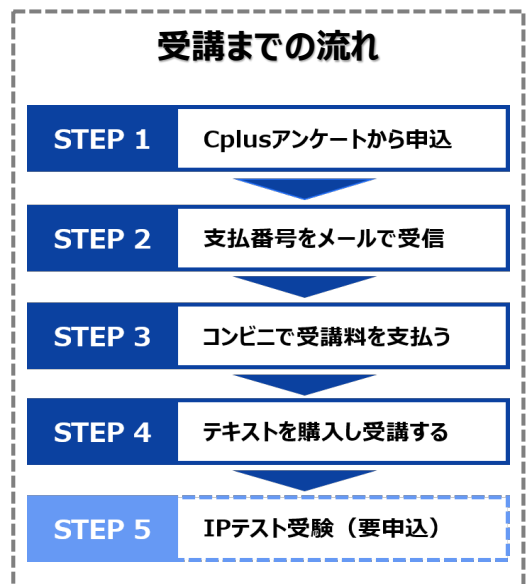 受講までの流れ
STEP 1 Cplusアンケートから申込
STEP 2 支払番号をメールで受信
STEP 3 コンビニで受講料を支払う
STEP 4 テキストを購入し受講する
STEP 5 IPテスト受験（要申込）